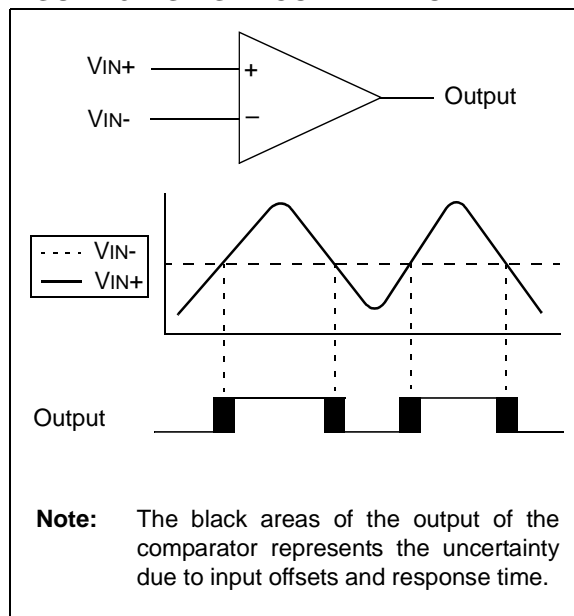 VIN+
+
Output
VIN-
–
VIN-
VIN+
Output
Note: The black areas of the output of the
comparator represents the uncertainty
due to input offsets and response time.